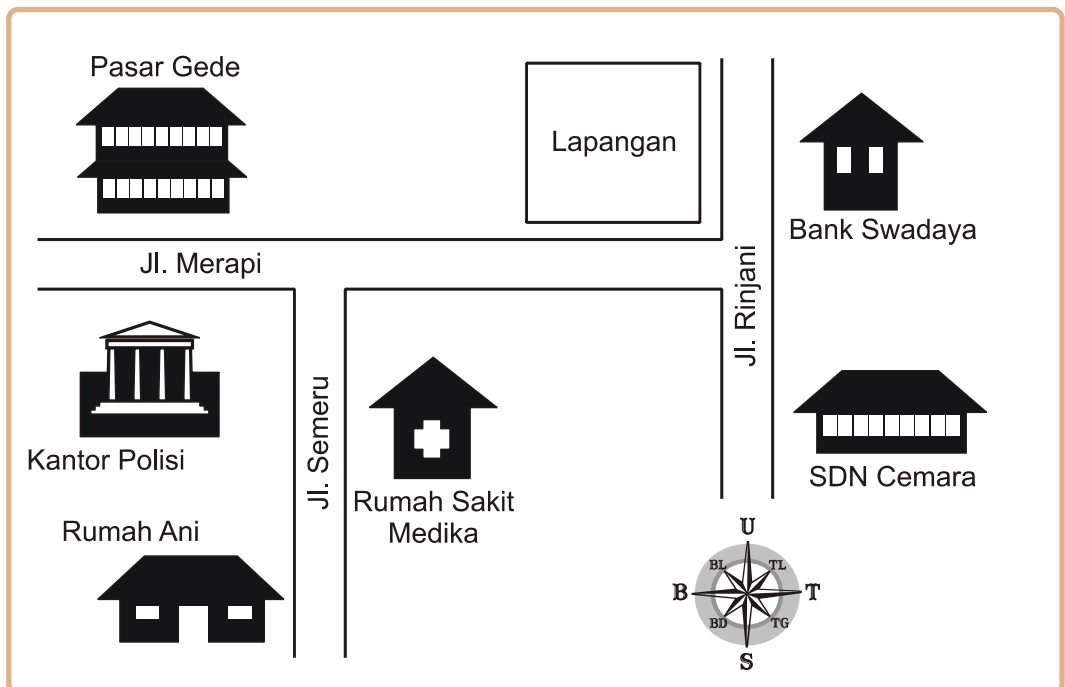 Pasar Gede
Lapangan
Bank Swadaya
Jl. Merapi
Jl. Rinjani
Kantor Polisi
Jl. Semeru
Rumah Sakit
Medika
SDN Cemara
Rumah Ani
U
BL
TL
B
T
BD
TG
S